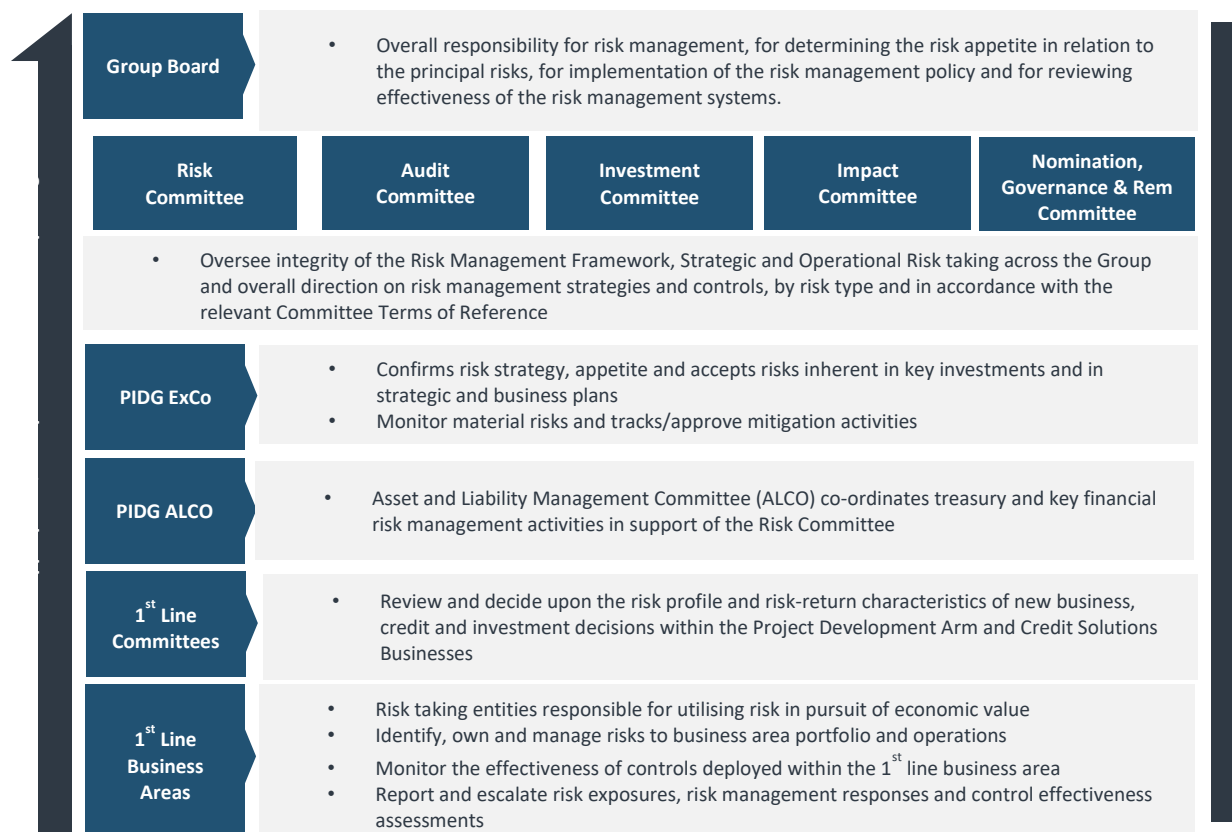 Group Board
• Overall responsibility for risk management, for determining the risk appetite in relation to
the principal risks, for implementation of the risk management policy and for reviewing
effectiveness of the risk management systems.
Risk
Committee
Audit
Committee
Investment
Committee
Impact
Committee
Nomination,
Governance & Rem
Committee
• Oversee integrity of the Risk Management Framework, Strategic and Operational Risk taking across the Group
and overall direction on risk management strategies and controls, by risk type and in accordance with the
relevant Committee Terms of Reference
PIDG ExCo
• Confirms risk strategy, appetite and accepts risks inherent in key investments and in
strategic and business plans
• Monitor material risks and tracks/approve mitigation activities
PIDG ALCO
• Asset and Liability Management Committee (ALCO) co-ordinates treasury and key financial
risk management activities in support of the Risk Committee
1st Line
Committees
• Review and decide upon the risk profile and risk-return characteristics of new business,
credit and investment decisions within the Project Development Arm and Credit Solutions
Businesses
1st Line
Business
Areas
• Risk taking entities responsible for utilising risk in pursuit of economic value
• Identify, own and manage risks to business area portfolio and operations
• Monitor the effectiveness of controls deployed within the 1st line business area
• Report and escalate risk exposures, risk management responses and control effectiveness
assessments